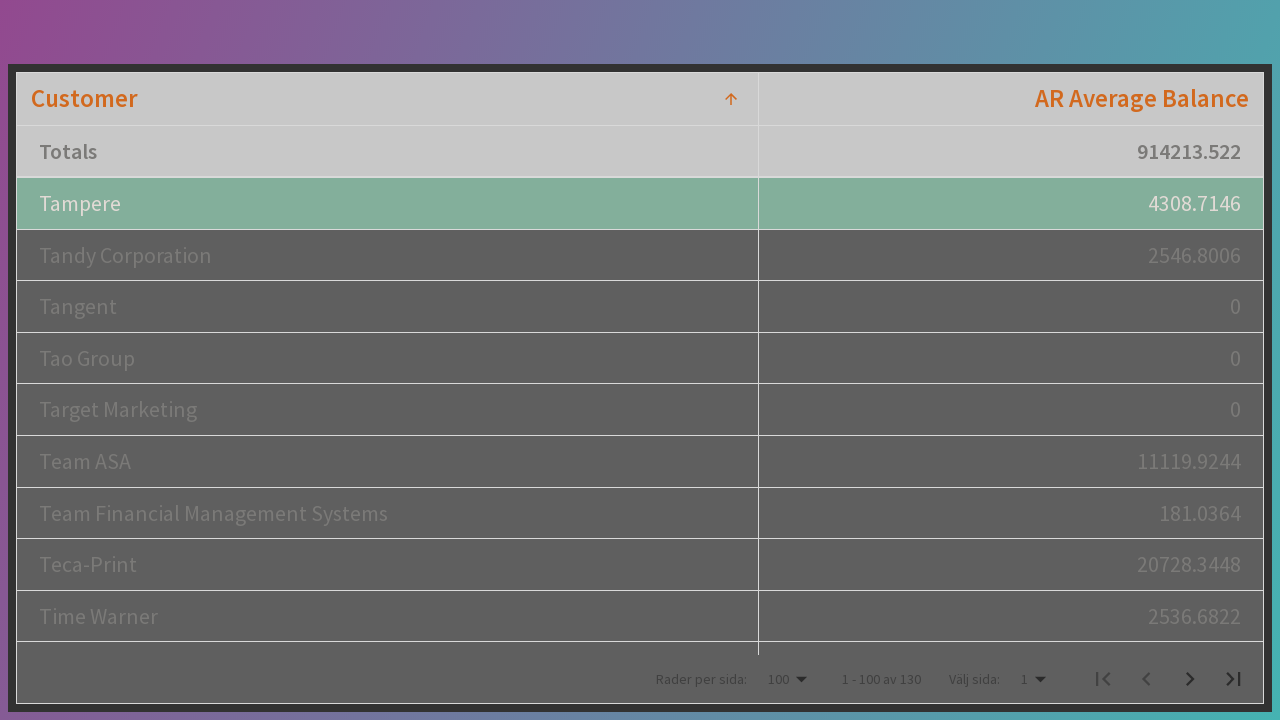 Customer AR Average Balance
Totals 914213.522
Tampere 4308.7146
Tandy Corporation 2546.8006
Tangent 0
Tao Group 0
Target Marketing 0
Team ASA 11119.9244
Team Financial Management Systems 181.0364
Teca-Print 20728.3448
Time Warner 2536.6822
Rader per sida: 100 1 - 100 av 130 Välj sida: 1